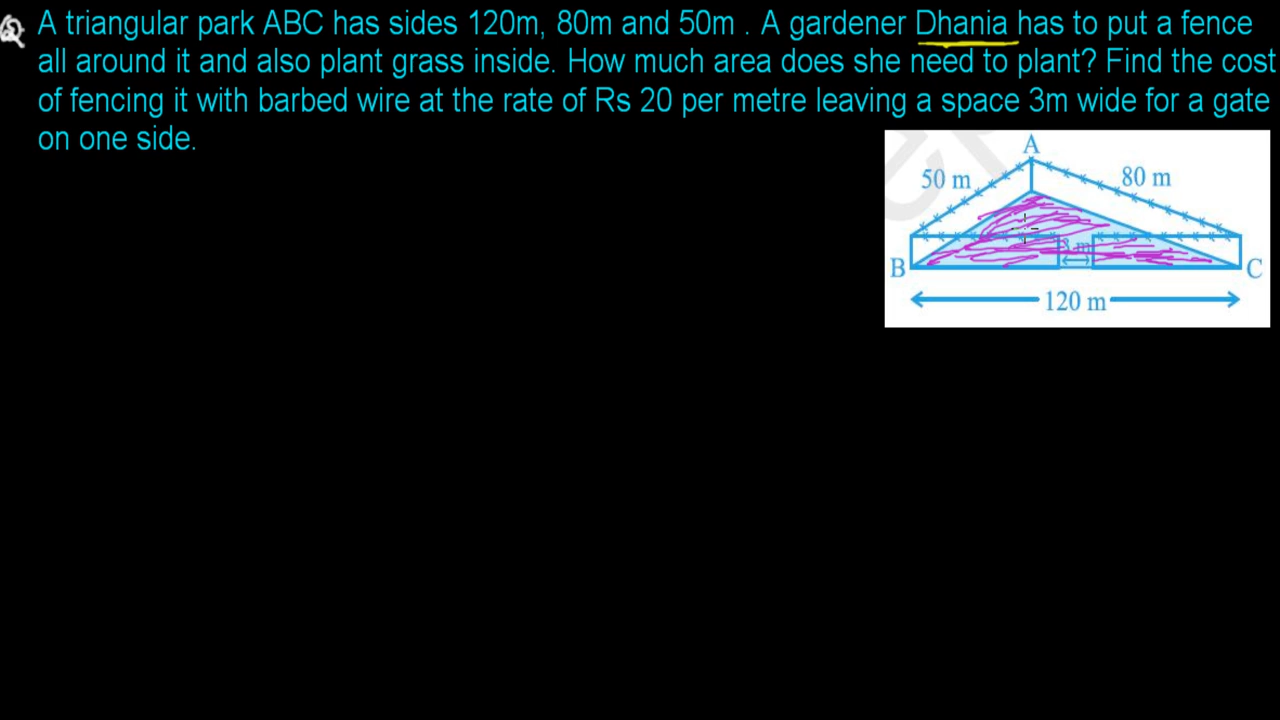 Q A triangular park ABC has sides 120m, 80m and 50m . A gardener Dhania has to put a fence
all around it and also plant grass inside. How much area does she need to plant? Find the cost
of fencing it with barbed wire at the rate of Rs 20 per metre leaving a space 3m wide for a gate
on one side.
A
50 m
80 m
3 m
B
C
120 m